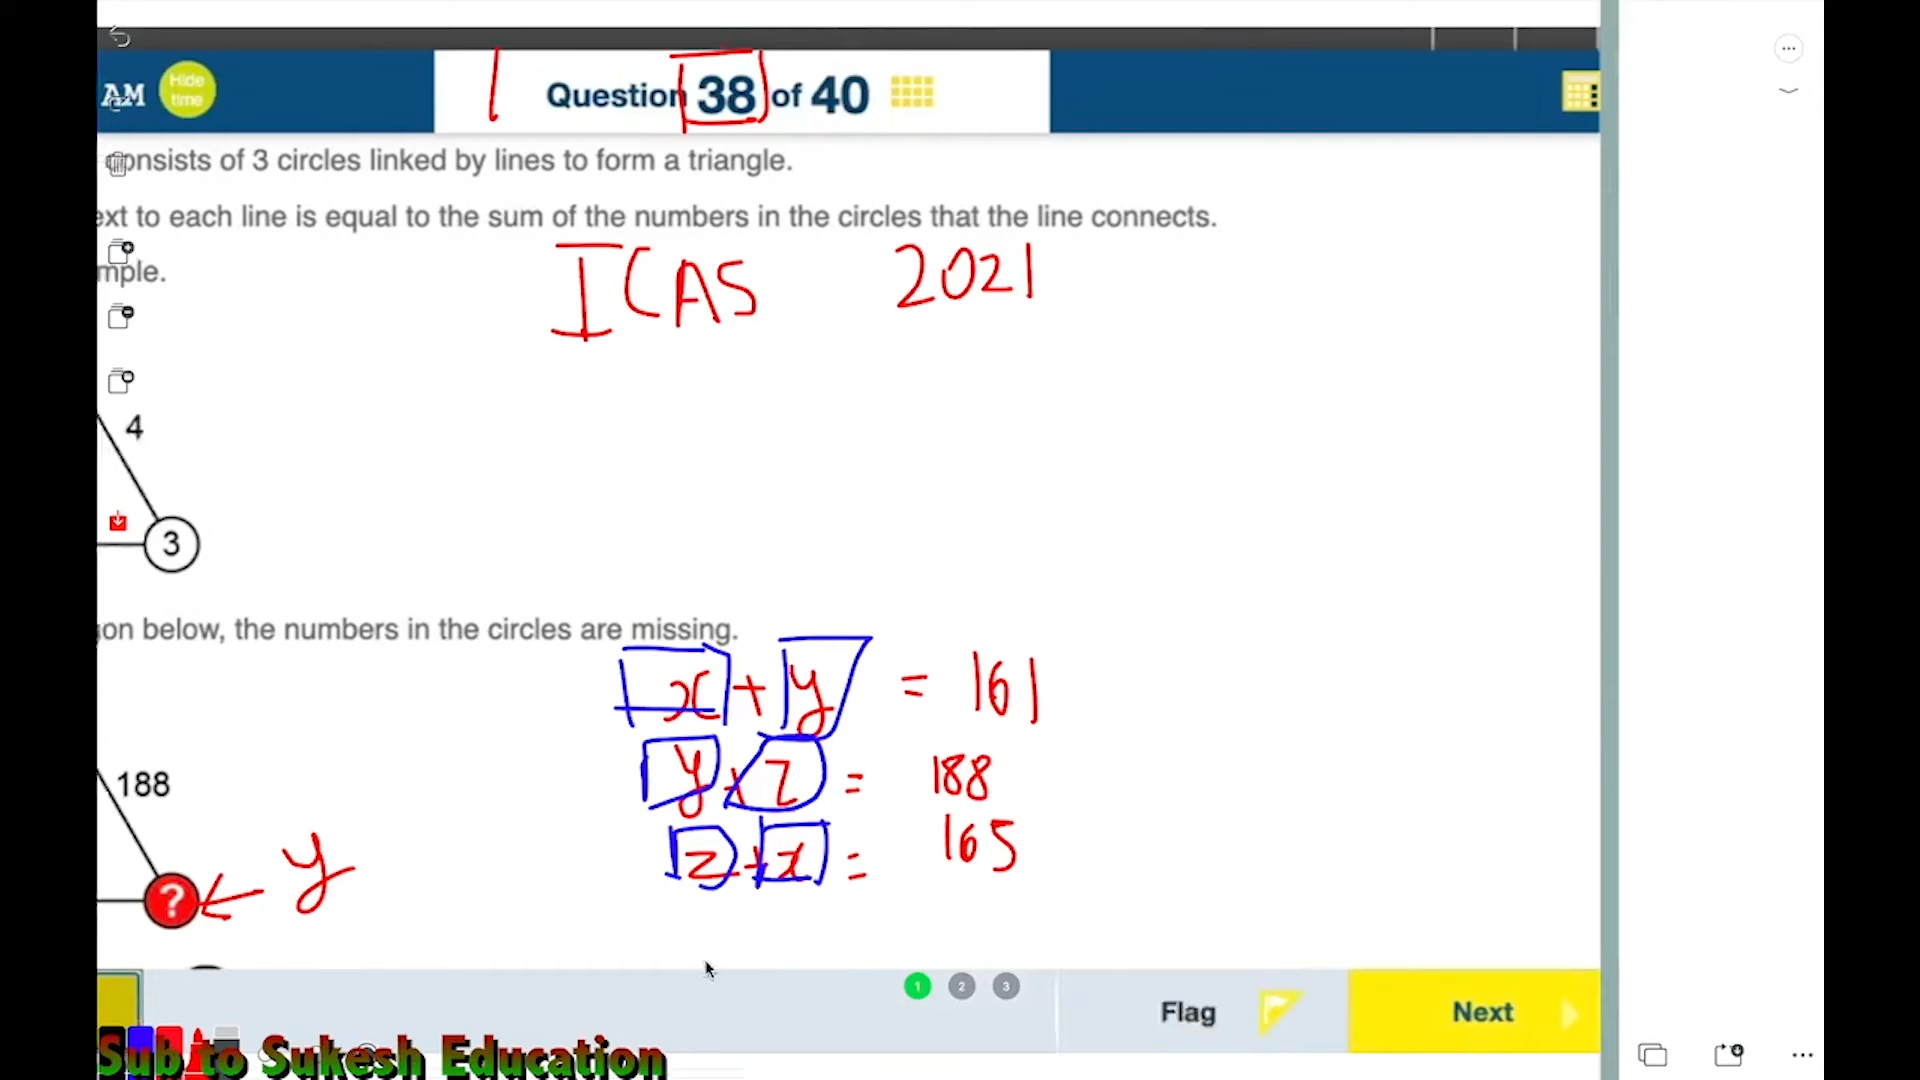 AM Hide time Question 38 of 40
onsists of 3 circles linked by lines to form a triangle.
ext to each line is equal to the sum of the numbers in the circles that the line connects.
mple.
ICAS 2021
4
3
on below, the numbers in the circles are missing.
x + y = 161
188
y + z = 188
z + x = 165
? y
1 2 3
Flag Next
Sub to Sukesh Education